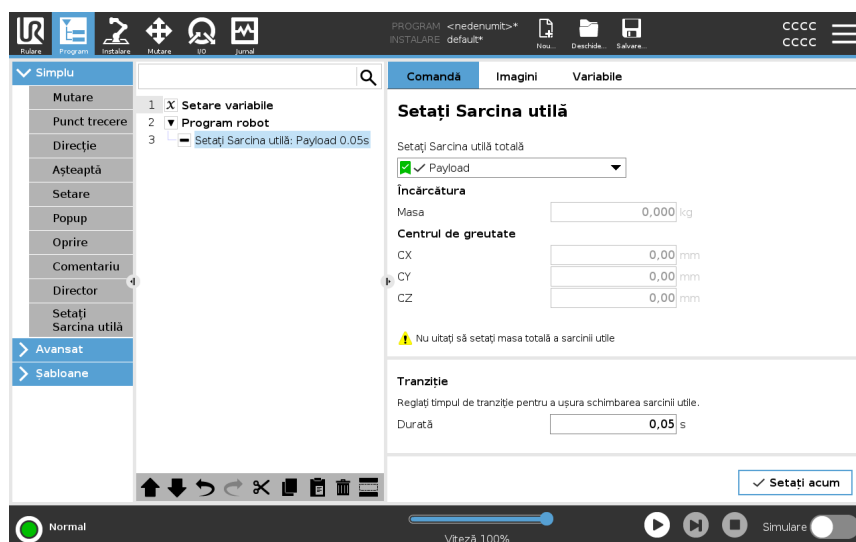 UR
Rulare
Program
Instalare
Mutare
I/O
Jurnal
PROGRAM <nedenumit>*
INSTALARE default*
Nou...
Deschide...
Salvare...
CCCC
CCCC
Simplu
Mutare
Punct trecere
Direcție
Așteaptă
Setare
Popup
Oprire
Comentariu
Director
Setați
Sarcina utilă
Avansat
Șabloane
1 X Setare variabile
2 Program robot
3 Setați Sarcina utilă: Payload 0.05s
Comandă Imagini Variabile
Setați Sarcina utilă
Setați Sarcina utilă totală
Payload
Încărcătura
Masa 0,000 kg
Centrul de greutate
CX 0,00 mm
CY 0,00 mm
CZ 0,00 mm
Nu uitați să setați masa totală a sarcinii utile
Tranziție
Reglați timpul de tranziție pentru a ușura schimbarea sarcinii utile.
Durată 0,05 s
Setați acum
Normal
Viteză 100%
Simulare